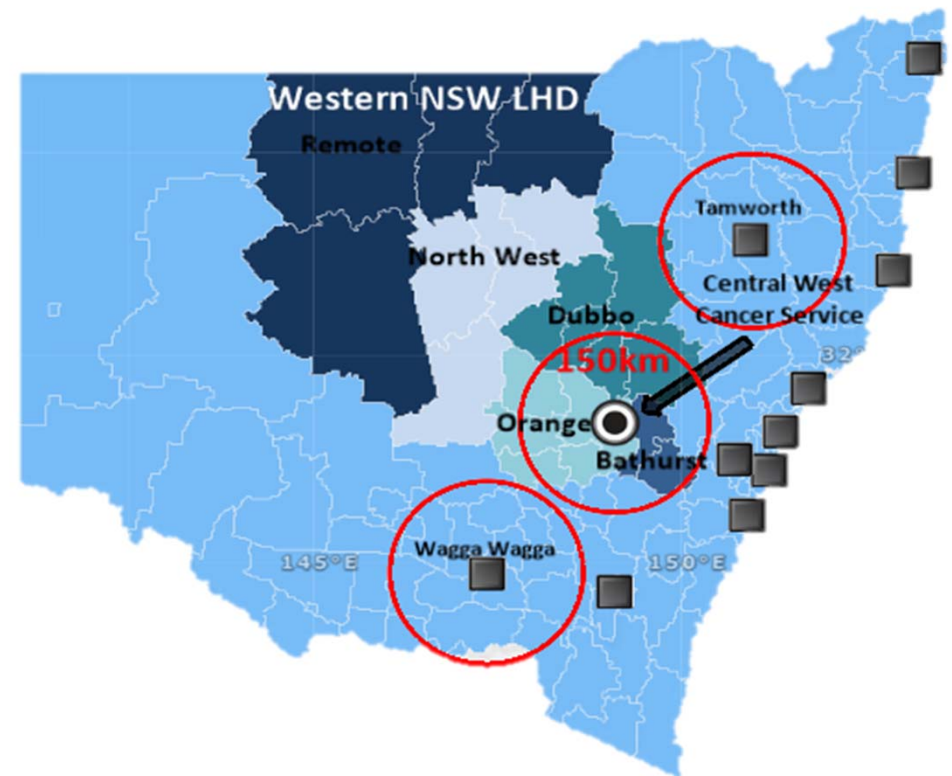 Western NSW LHD
Remote
Tamworth
North West
Central West
Cancer Service
Dubbo
32°
150km
Orange
Bathurst
Wagga Wagga
145°E
150°E